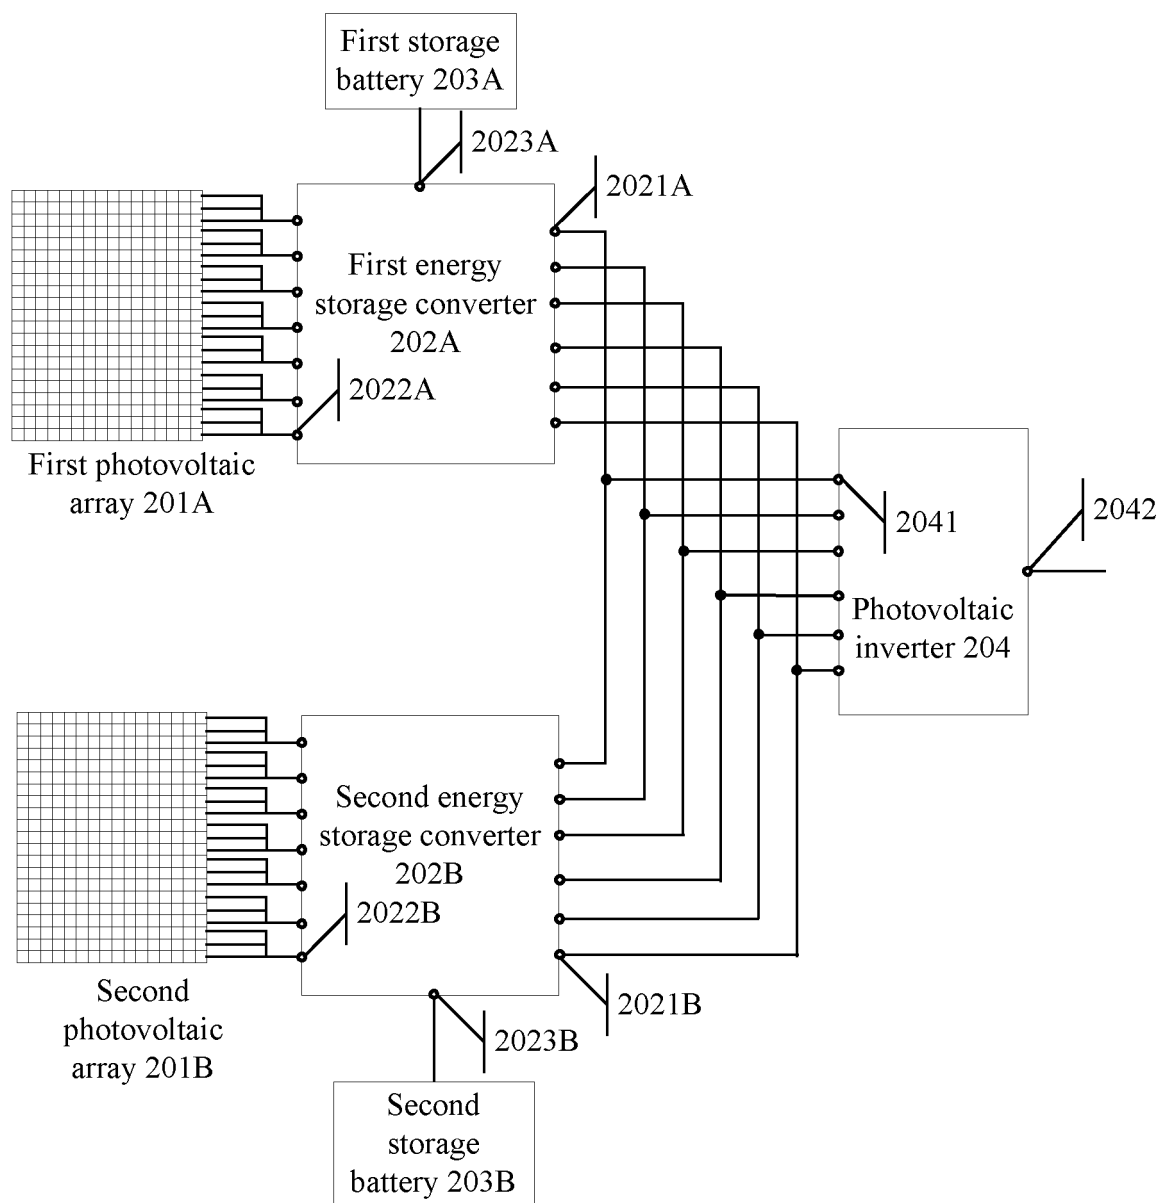 First storage
battery 203A
2023A
2021A
First energy
storage converter
202A
2022A
First photovoltaic
array 201A
2041
2042
Photovoltaic
inverter 204
Second energy
storage converter
202B
2022B
Second
photovoltaic
array 201B
2021B
2023B
Second
storage
battery 203B